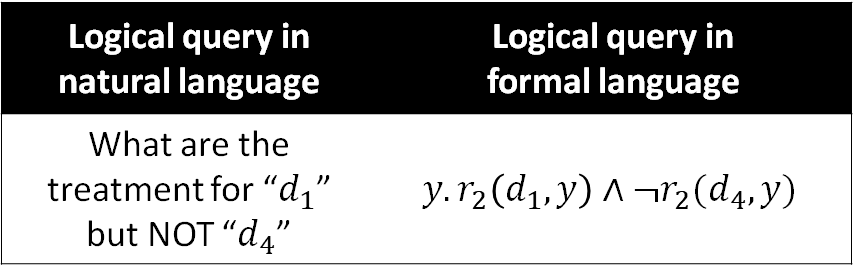 Logical query in
natural language
Logical query in
formal language
What are the
treatment for “d₁”
but NOT “d₄”
y. r₂(d₁, y) ∧ ¬r₂(d₄, y)